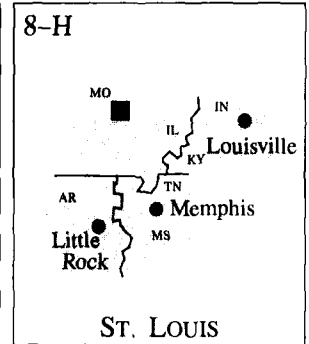 8-H
MO
IN
IL
Louisville
KY
TN
AR
Memphis
Little
MS
Rock
ST. LOUIS